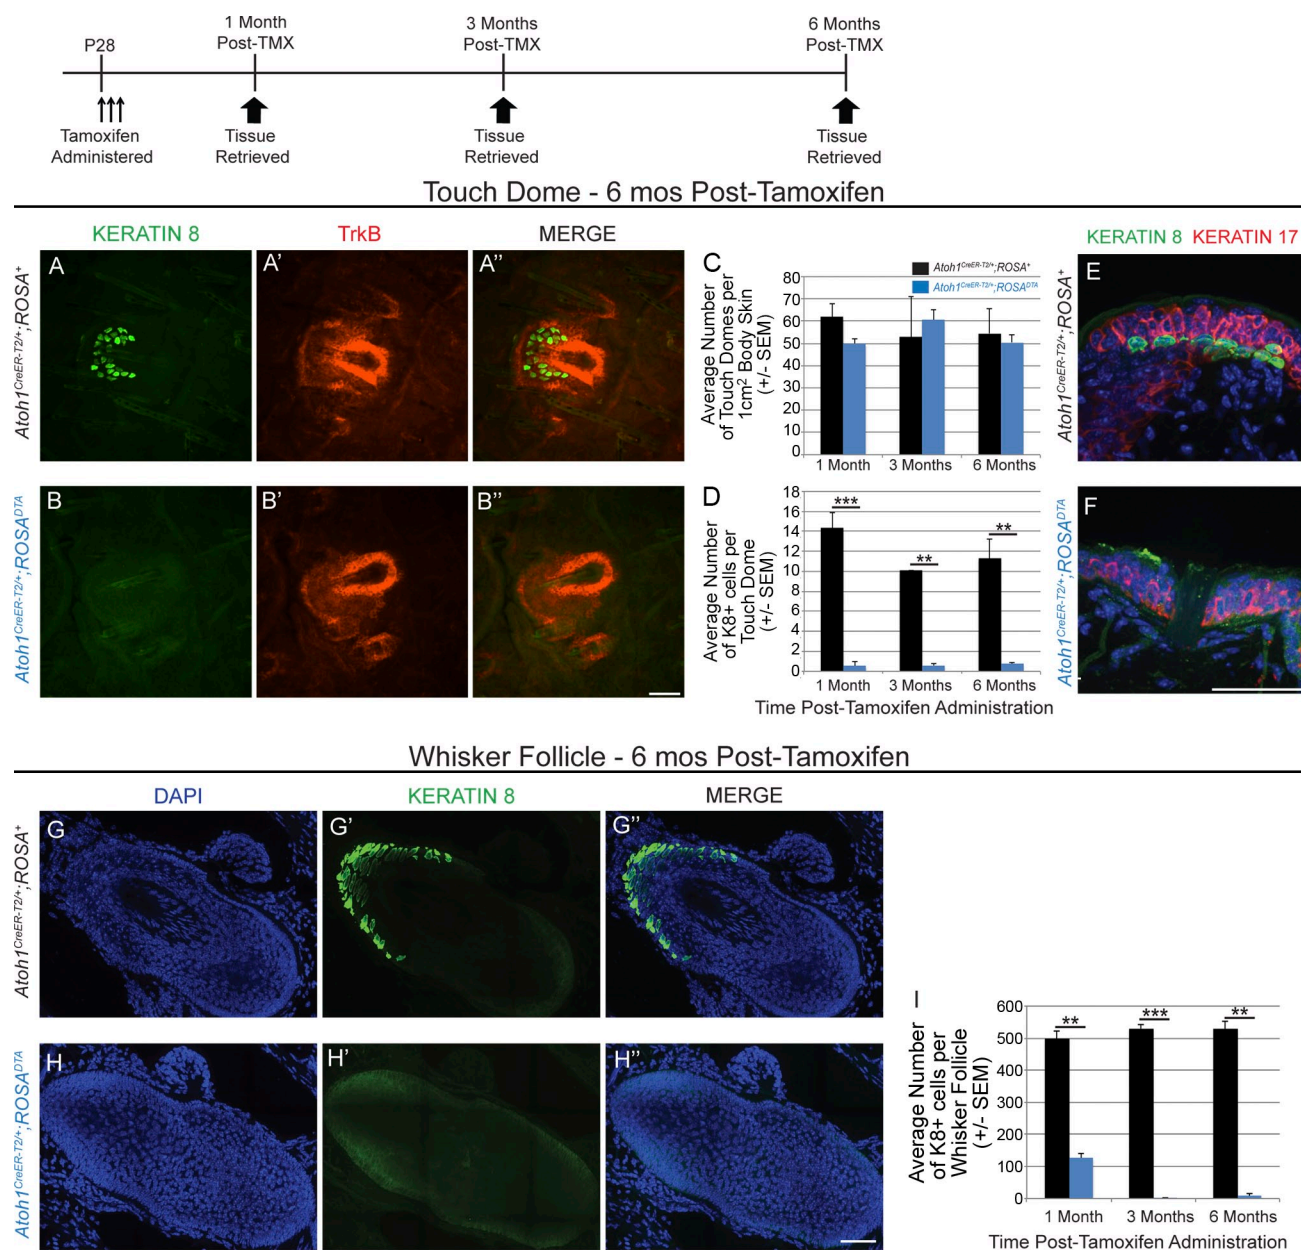 P28
1 Month
Post-TMX
3 Months
Post-TMX
6 Months
Post-TMX
Tamoxifen
Administered
Tissue
Retrieved
Tissue
Retrieved
Tissue
Retrieved
Touch Dome - 6 mos Post-Tamoxifen
KERATIN 8
TrkB
MERGE
Atoh1CreER-T2/+;ROSA+
A
A'
A''
Atoh1CreER-T2/+;ROSADTA
B
B'
B''
C
Atoh1CreER-T2/+;ROSA+
Atoh1CreER-T2/+;ROSADTA
Average Number
of Touch Domes per
1cm2 Body Skin
(+/- SEM)
80
70
60
50
40
30
20
10
0
1 Month
3 Months
6 Months
D
Average Number
of K8+ cells per
Touch Dome
(+/- SEM)
18
16
14
12
10
8
6
4
2
0
***
**
**
1 Month
3 Months
6 Months
Time Post-Tamoxifen Administration
KERATIN 8 KERATIN 17
Atoh1CreER-T2/+;ROSA+
E
Atoh1CreER-T2/+;ROSADTA
F
Whisker Follicle - 6 mos Post-Tamoxifen
DAPI
KERATIN 8
MERGE
Atoh1CreER-T2/+;ROSA+
G
G'
G''
Atoh1CreER-T2/+;ROSADTA
H
H'
H''
I
Average Number
of K8+ cells per
Whisker Follicle
(+/- SEM)
600
500
400
300
200
100
0
**
***
**
1 Month
3 Months
6 Months
Time Post-Tamoxifen Administration